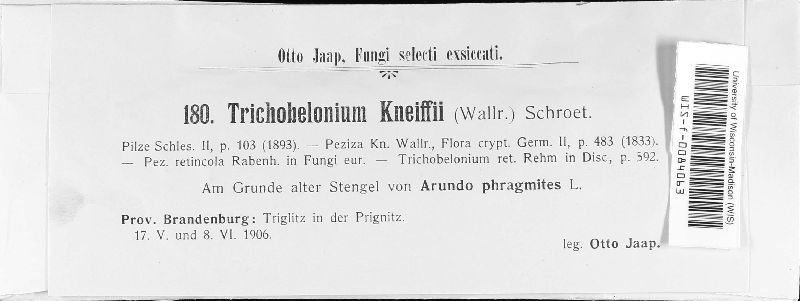 Otto Jaap, Fungi selecti exsiccati.
180. Trichobelonium Kneiffii (Wallr.) Schroet.
Pilze Schles. II, p. 103 (1893). — Peziza Kn. Wallr., Flora crypt. Germ. II, p. 483 (1833).
— Pez. retincola Rabenh. in Fungi eur. — Trichobelonium ret. Rehm in Disc, p. 592.
Am Grunde alter Stengel von Arundo phragmites L.
Prov. Brandenburg: Triglitz in der Prignitz.
17. V. und 8. VI. 1906.
leg. Otto Jaap.
University of Wisconsin-Madison (WIS)
WIS-f-0084093